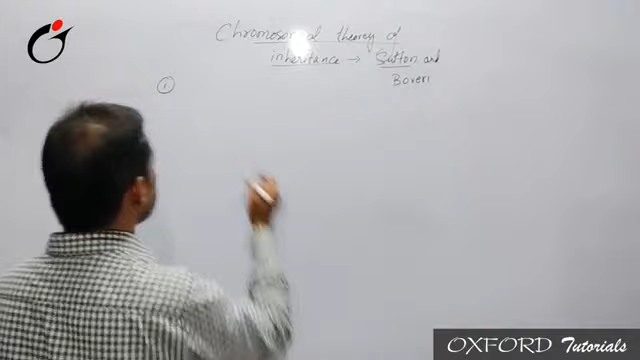 Chromosomal theory of
inheritance → Sutton and
Boveri
①
OXFORD Tutorials